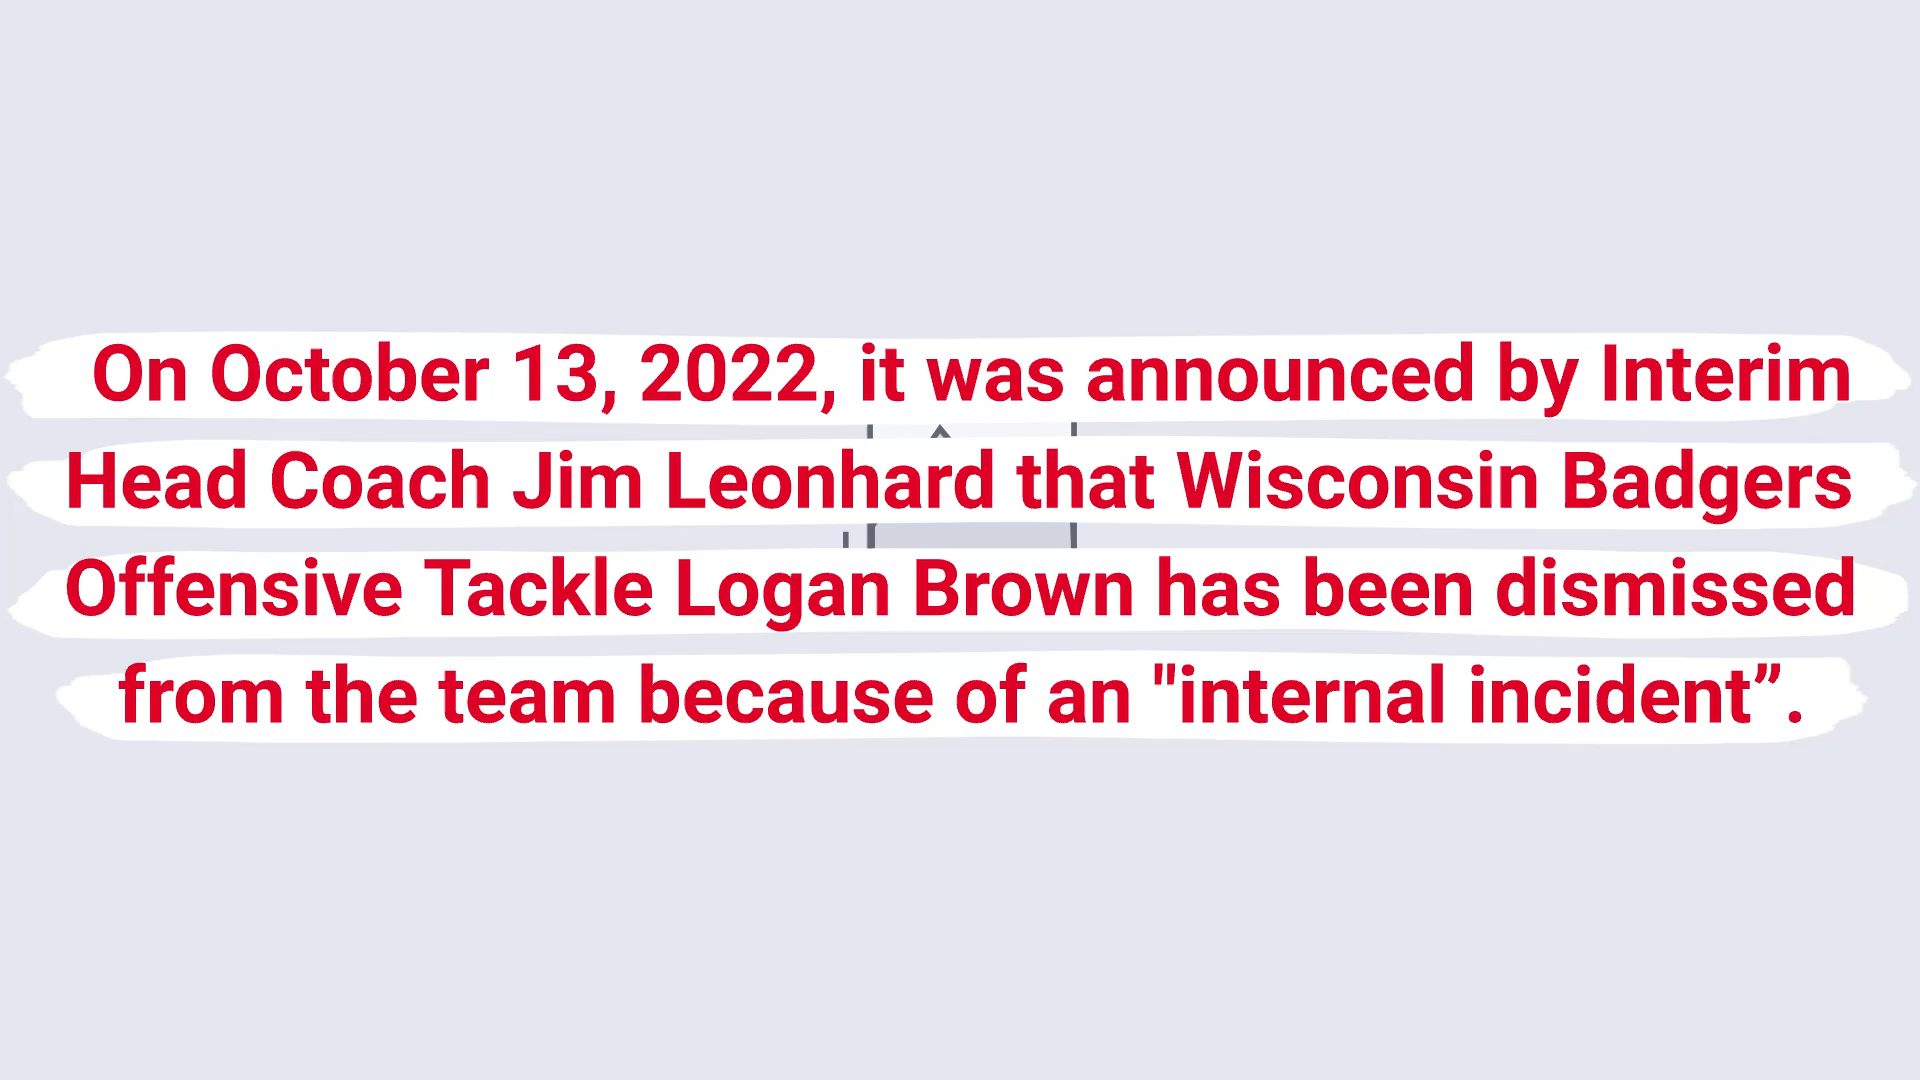 On October 13, 2022, it was announced by Interim
Head Coach Jim Leonhard that Wisconsin Badgers
Offensive Tackle Logan Brown has been dismissed
from the team because of an "internal incident”.